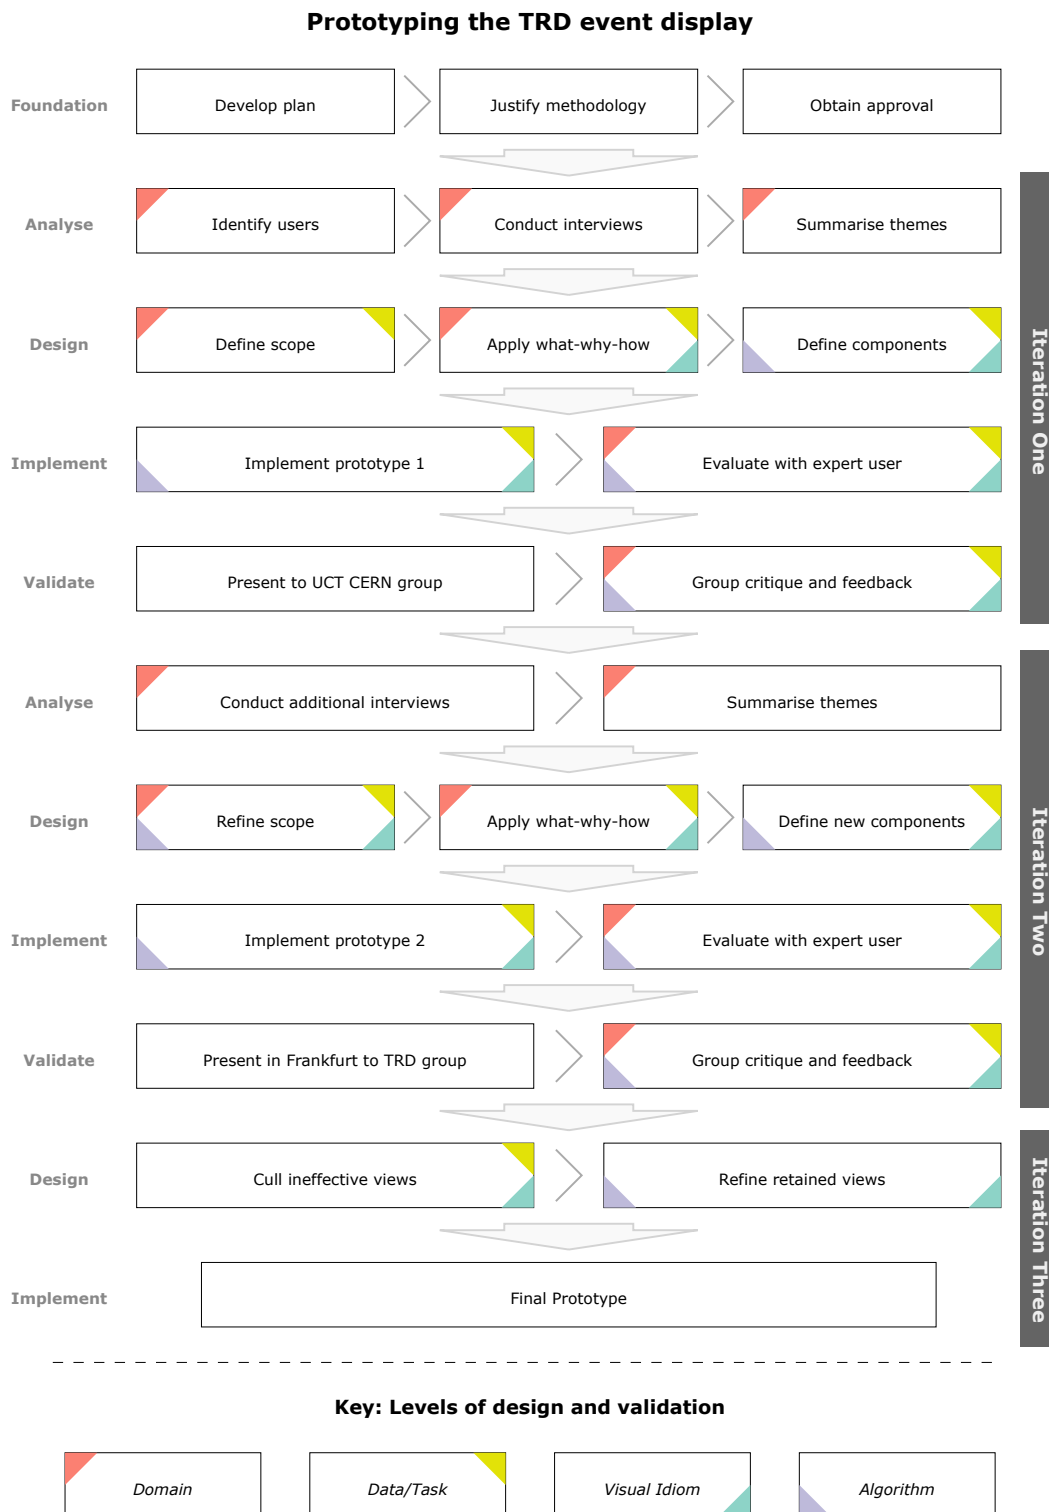 Prototyping the TRD event display
Foundation
Develop plan
Justify methodology
Obtain approval
Analyse
Identify users
Conduct interviews
Summarise themes
Design
Define scope
Apply what-why-how
Define components
Implement
Implement prototype 1
Evaluate with expert user
Validate
Present to UCT CERN group
Group critique and feedback
Iteration One
Analyse
Conduct additional interviews
Summarise themes
Design
Refine scope
Apply what-why-how
Define new components
Implement
Implement prototype 2
Evaluate with expert user
Validate
Present in Frankfurt to TRD group
Group critique and feedback
Iteration Two
Design
Cull ineffective views
Refine retained views
Implement
Final Prototype
Iteration Three
Key: Levels of design and validation
Domain
Data/Task
Visual Idiom
Algorithm